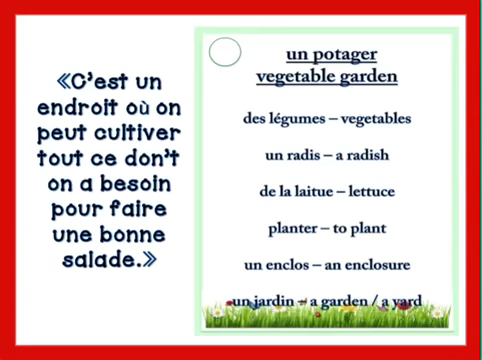 «C'est un
endroit où on
peut cultiver
tout ce don't
on a besoin
pour faire
une bonne
salade.»
un potager
vegetable garden
des légumes – vegetables
un radis – a radish
de la laitue – lettuce
planter – to plant
un enclos – an enclosure
un jardin – a garden / a yard